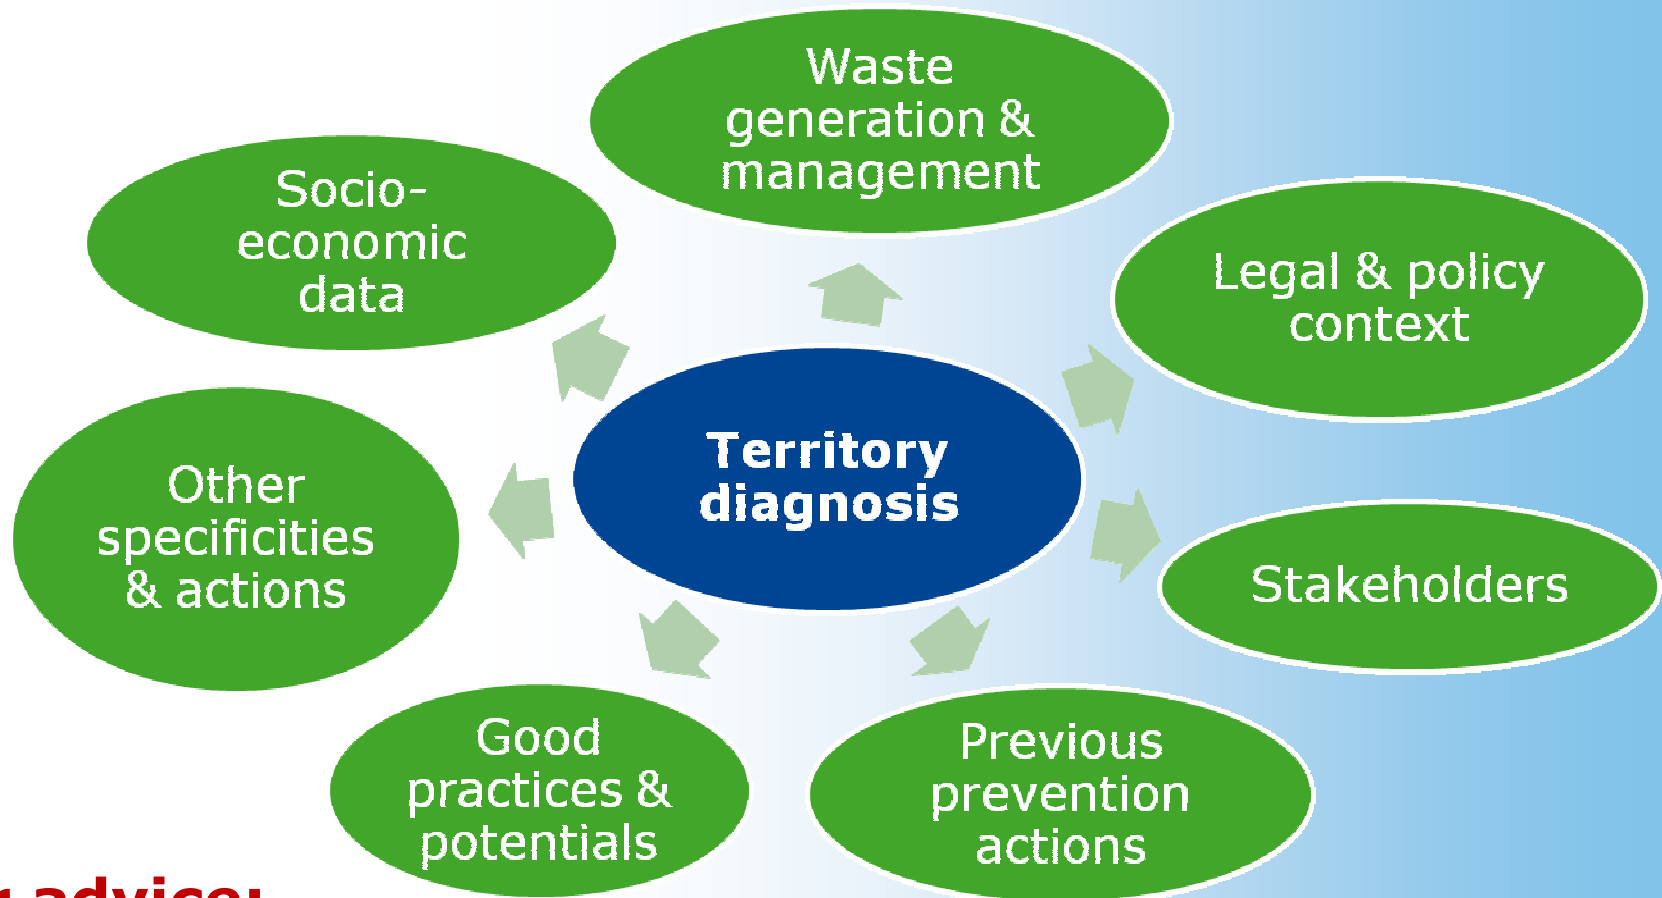 Waste
generation &
management
Socio-
economic
data
Legal & policy
context
Territory
diagnosis
Other
specificities
& actions
Stakeholders
Good
practices &
potentials
Previous
prevention
actions
advice: